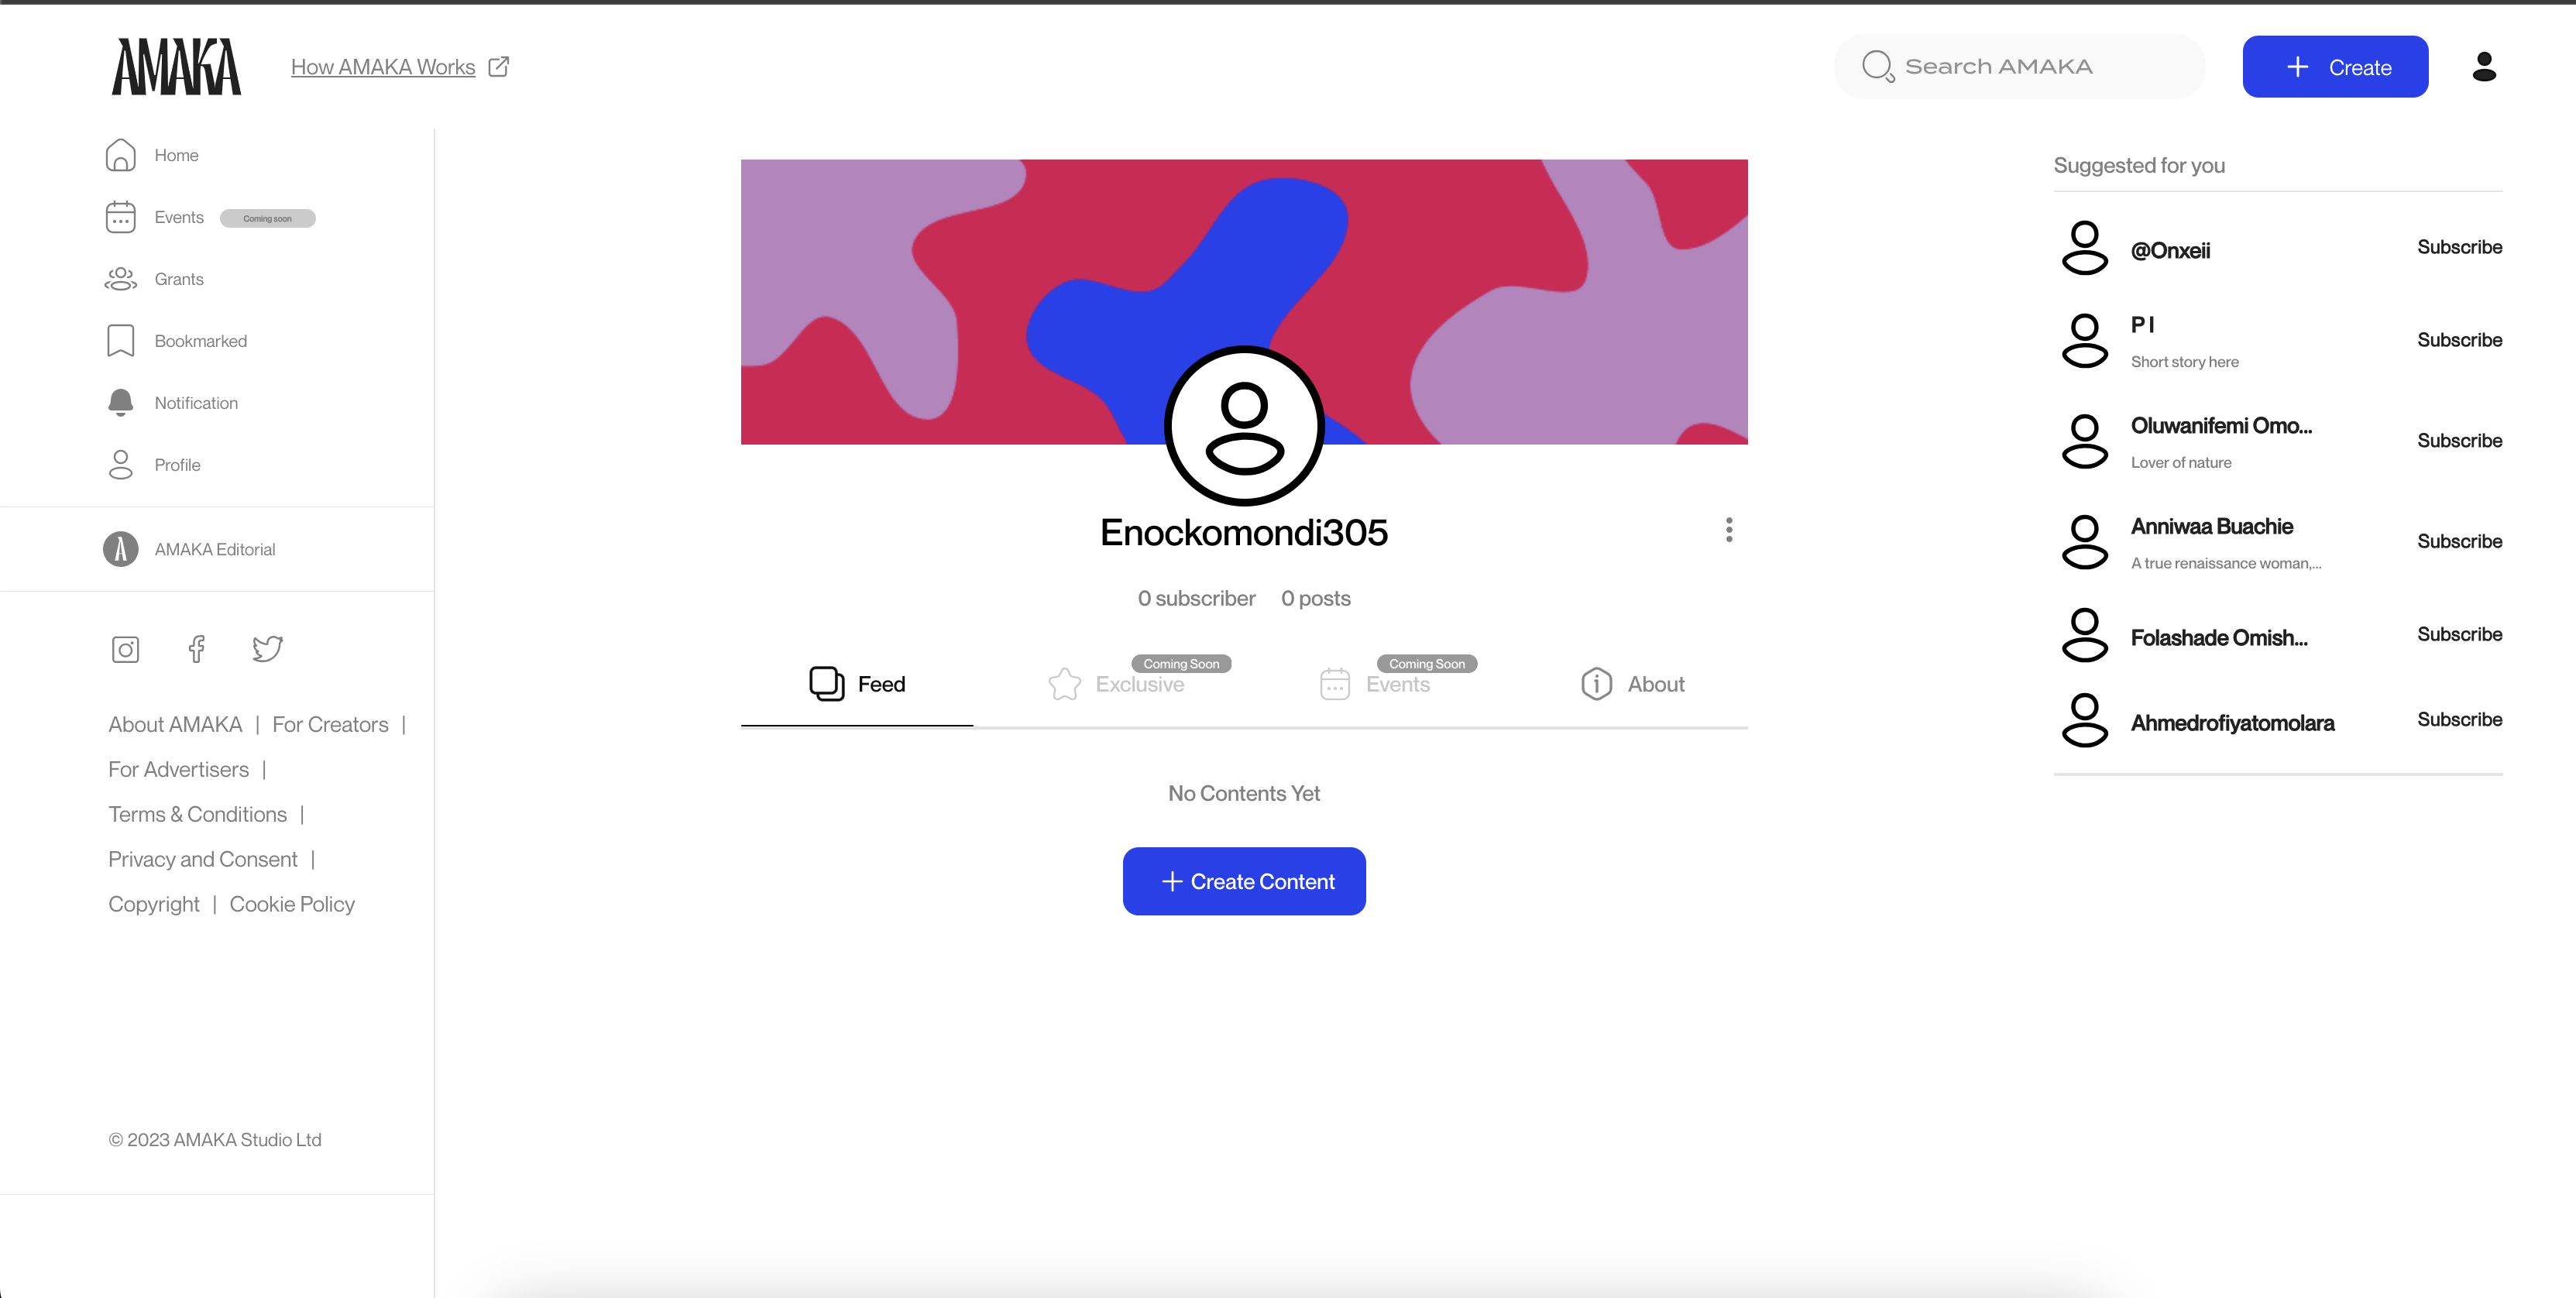 AMAKA
How AMAKA Works
Search AMAKA
Create
Home
Events Coming soon
Grants
Bookmarked
Notification
Profile
AMAKA Editorial
About AMAKA | For Creators |
For Advertisers |
Terms & Conditions |
Privacy and Consent |
Copyright | Cookie Policy
© 2023 AMAKA Studio Ltd
Enockomondi305
0 subscriber 0 posts
Feed
Coming Soon
Exclusive
Coming Soon
Events
About
No Contents Yet
Create Content
Suggested for you
@Onxeii
Subscribe
P I
Short story here
Subscribe
Oluwanifemi Omo...
Lover of nature
Subscribe
Anniwaa Buachie
A true renaissance woman,...
Subscribe
Folashade Omish...
Subscribe
Ahmedrofiyatomolara
Subscribe